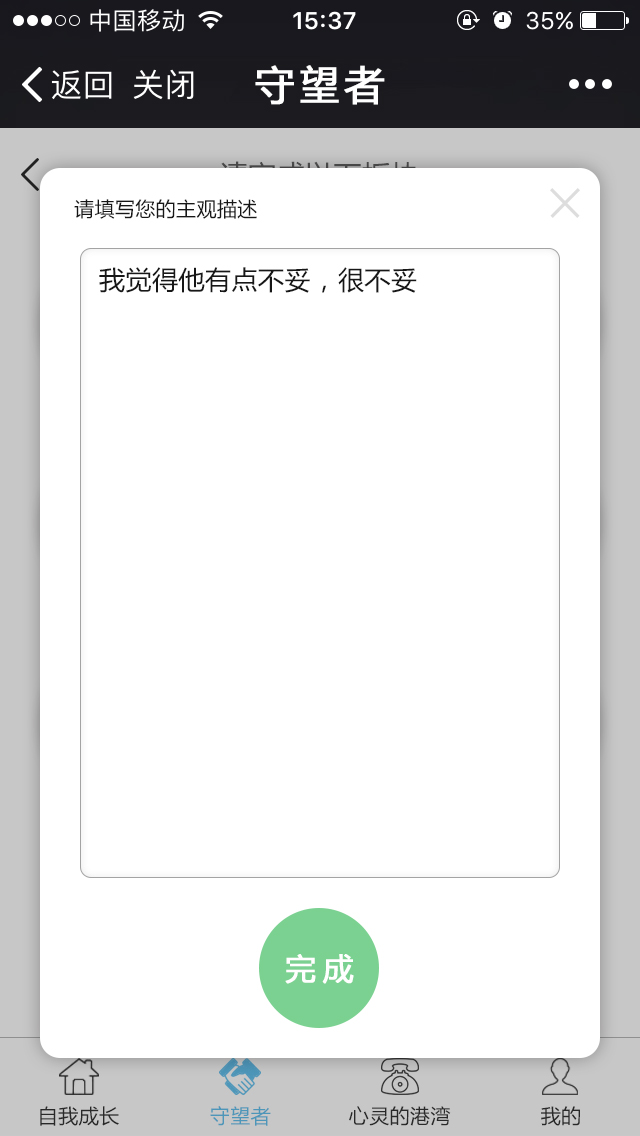 中国移动 15:37 35%
返回 关闭 守望者
请填写您的主观描述
我觉得他有点不妥，很不妥
完成
自我成长 守望者 心灵的港湾 我的